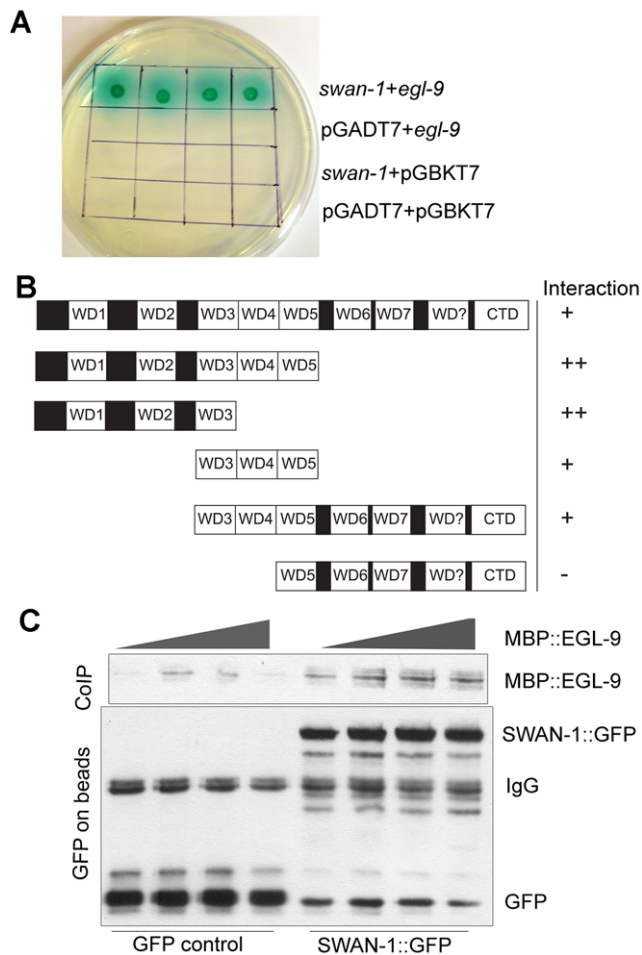 A
swan-1+egl-9
pGADT7+egl-9
swan-1+pGBKT7
pGADT7+pGBKT7
B
Interaction
WD1 WD2 WD3 WD4 WD5 WD6 WD7 WD? CTD +
WD1 WD2 WD3 WD4 WD5 ++
WD1 WD2 WD3 ++
WD3 WD4 WD5 +
WD3 WD4 WD5 WD6 WD7 WD? CTD +
WD5 WD6 WD7 WD? CTD -
C
MBP::EGL-9
CoIP
MBP::EGL-9
GFP on beads
SWAN-1::GFP
IgG
GFP
GFP control
SWAN-1::GFP